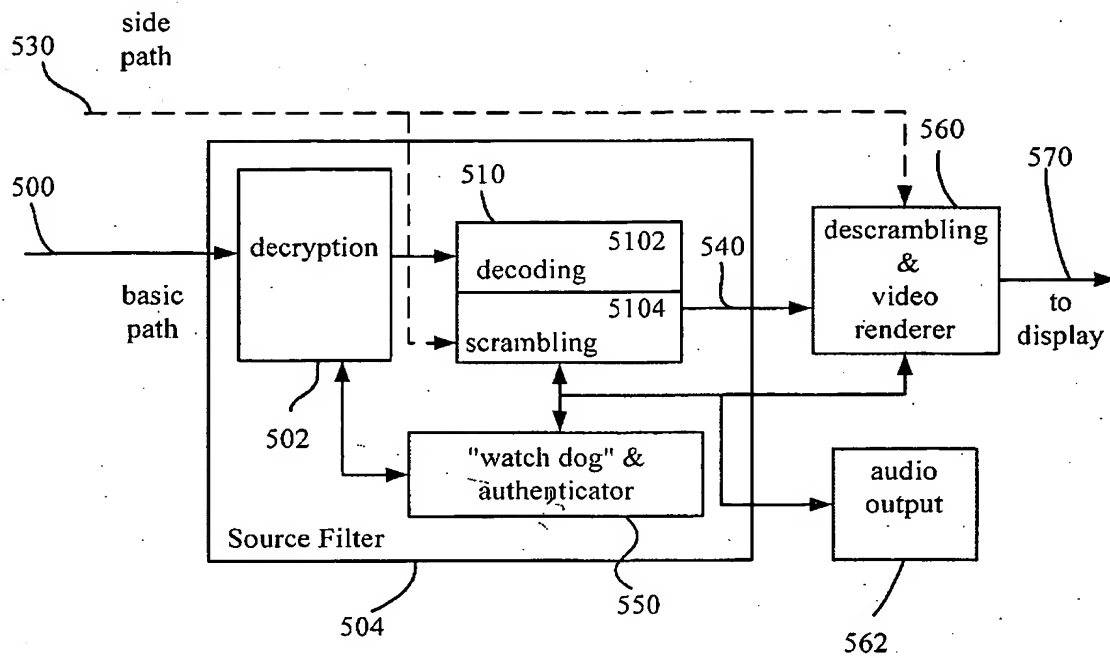 side
path
530
560
570
500
510
5102
decryption
descrambling
&
video
renderer
decoding
540
basic
path
5104
scrambling
to
display
502
"watch dog" &
authenticator
audio
output
Source Filter
504
550
562